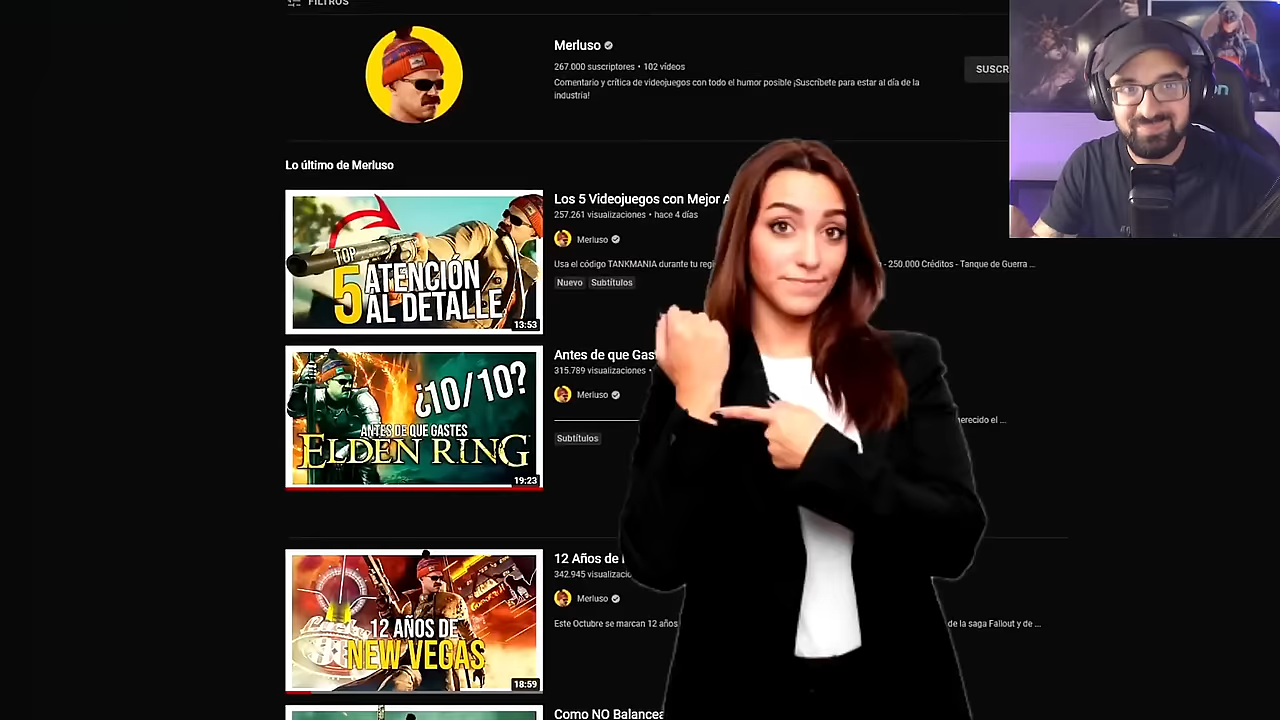 FILTROS
Merluso
267.000 suscriptores • 102 vídeos
Comentario y crítica de videojuegos con todo el humor posible ¡Suscríbete para estar al día de la
industria!
SUSCR
Lo último de Merluso
TOP
5 ATENCIÓN
AL DETALLE
13:53
Los 5 Videojuegos con Mejor A
257.261 visualizaciones • hace 4 días
Merluso
Usa el código TANKMANIA durante tu regi
- 250.000 Créditos - Tanque de Guerra ...
Nuevo Subtítulos
¿10/10?
ANTES DE QUE GASTES
ELDEN RING
19:23
Antes de que Gas
315.789 visualizaciones •
Merluso
erecido el ...
Subtítulos
12 AÑOS DE
NEW VEGAS
18:59
12 Años de
342.945 visualizacio
Merluso
Este Octubre se marcan 12 años
de la saga Fallout y de ...
Como NO Balancea